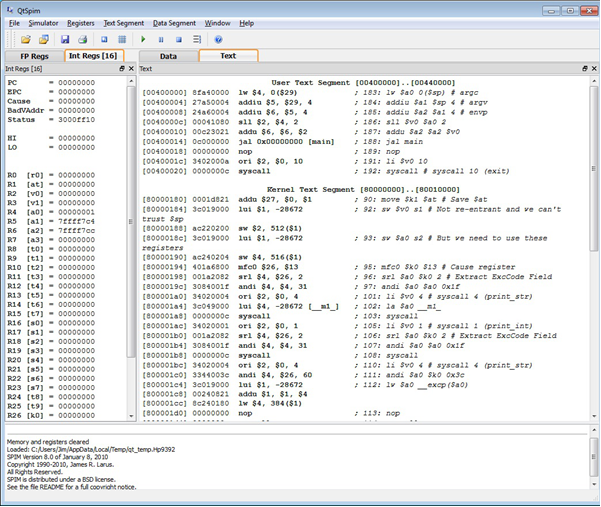 QtSpim
File Simulator Registers Text Segment Data Segment Window Help
FP Regs Int Regs [16] Data Text
Int Regs [16] Text
PC = 00000000
EPC = 00000000
Cause = 00000000
BadVAddr = 00000000
Status = 3000ff10
HI = 00000000
LO = 00000000
R0 [r0] = 00000000
R1 [at] = 00000000
R2 [v0] = 00000000
R3 [v1] = 00000000
R4 [a0] = 00000001
R5 [a1] = 7ffff7c4
R6 [a2] = 7ffff7cc
R7 [a3] = 00000000
R8 [t0] = 00000000
R9 [t1] = 00000000
R10 [t2] = 00000000
R11 [t3] = 00000000
R12 [t4] = 00000000
R13 [t5] = 00000000
R14 [t6] = 00000000
R15 [t7] = 00000000
R16 [s0] = 00000000
R17 [s1] = 00000000
R18 [s2] = 00000000
R19 [s3] = 00000000
R20 [s4] = 00000000
R21 [s5] = 00000000
R22 [s6] = 00000000
R23 [s7] = 00000000
R24 [t8] = 00000000
R25 [t9] = 00000000
R26 [k0] = 00000000
User Text Segment [00400000]..[00440000]
[00400000] 8fa40000 lw $4, 0($29) ; 183: lw $a0 0($sp) # argc
[00400004] 27a50004 addiu $5, $29, 4 ; 184: addiu $a1 $sp 4 # argv
[00400008] 24a60004 addiu $6, $5, 4 ; 185: addiu $a2 $a1 4 # envp
[0040000c] 00041080 sll $2, $4, 2 ; 186: sll $v0 $a0 2
[00400010] 00c23021 addu $6, $6, $2 ; 187: addu $a2 $a2 $v0
[00400014] 0c000000 jal 0x00000000 [main] ; 188: jal main
[00400018] 00000000 nop ; 189: nop
[0040001c] 3402000a ori $2, $0, 10 ; 191: li $v0 10
[00400020] 0000000c syscall ; 192: syscall # syscall 10 (exit)
Kernel Text Segment [80000000]..[80010000]
[80000180] 0001d821 addu $27, $0, $1 ; 90: move $k1 $at # Save $at
[80000184] 3c019000 lui $1, -28672 ; 92: sw $v0 s1 # Not re-entrant and we can't
trust $sp
[80000188] ac220200 sw $2, 512($1)
[8000018c] 3c019000 lui $1, -28672 ; 93: sw $a0 s2 # But we need to use these
registers
[80000190] ac240204 sw $4, 516($1)
[80000194] 401a6800 mfc0 $26, $13 ; 95: mfc0 $k0 $13 # Cause register
[80000198] 001a2082 srl $4, $26, 2 ; 96: srl $a0 $k0 2 # Extract ExcCode Field
[8000019c] 3084001f andi $4, $4, 31 ; 97: andi $a0 $a0 0x1f
[800001a0] 34020004 ori $2, $0, 4 ; 101: li $v0 4 # syscall 4 (print_str)
[800001a4] 3c049000 lui $4, -28672 [__m1_] ; 102: la $a0 __m1_
[800001a8] 0000000c syscall ; 103: syscall
[800001ac] 34020001 ori $2, $0, 1 ; 105: li $v0 1 # syscall 1 (print_int)
[800001b0] 001a2082 srl $4, $26, 2 ; 106: srl $a0 $k0 2 # Extract ExcCode Field
[800001b4] 3084001f andi $4, $4, 31 ; 107: andi $a0 $a0 0x1f
[800001b8] 0000000c syscall ; 108: syscall
[800001bc] 34020004 ori $2, $0, 4 ; 110: li $v0 4 # syscall 4 (print_str)
[800001c0] 3344003c andi $4, $26, 60 ; 111: andi $a0 $k0 0x3c
[800001c4] 3c019000 lui $1, -28672 ; 112: lw $a0 __excp($a0)
[800001c8] 00240821 addu $1, $1, $4
[800001cc] 8c240180 lw $4, 384($1)
[800001d0] 00000000 nop ; 113: nop
Memory and registers cleared
Loaded: C:/Users/Jim/AppData/Local/Temp/qt_temp.Hp9392
SPIM Version 8.0 of January 8, 2010
Copyright 1990-2010, James R. Larus.
All Rights Reserved.
SPIM is distributed under a BSD license.
See the file README for a full copyright notice.